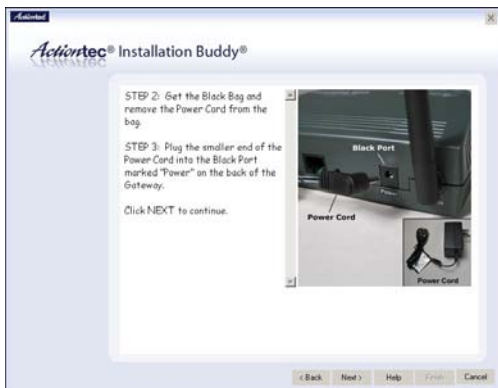 Actiontec
Actiontec® Installation Buddy®
STEP 2: Get the Black Bag and
remove the Power Cord from the
bag.
STEP 3: Plug the smaller end of the
Power Cord into the Black Port
marked "Power" on the back of the
Gateway.
Click NEXT to continue.
Black Port
Power
Power Cord
Power Cord
< Back
Next >
Help
Finish
Cancel